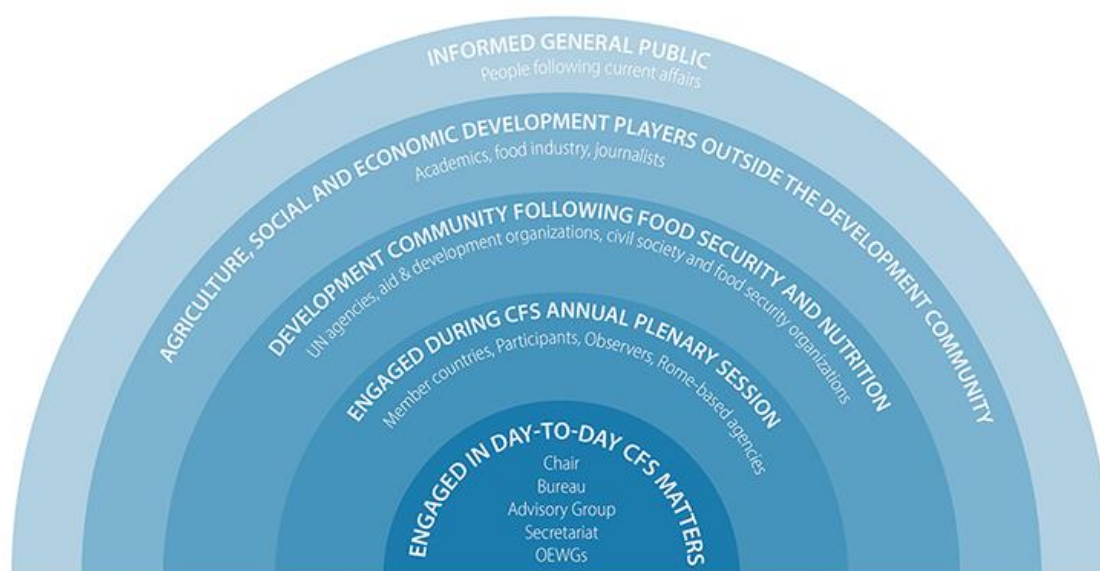 INFORMED GENERAL PUBLIC
People following current affairs
AGRICULTURE, SOCIAL AND ECONOMIC DEVELOPMENT PLAYERS OUTSIDE THE DEVELOPMENT COMMUNITY
Academics, food industry, journalists
DEVELOPMENT COMMUNITY FOLLOWING FOOD SECURITY AND NUTRITION
UN agencies, aid & development organizations, civil society and food security organizations
ENGAGED DURING CFS ANNUAL PLENARY SESSION
Member countries, Participants, Observers, Rome-based agencies
ENGAGED IN DAY-TO-DAY CFS MATTERS
Chair
Bureau
Advisory Group
Secretariat
OEWGs